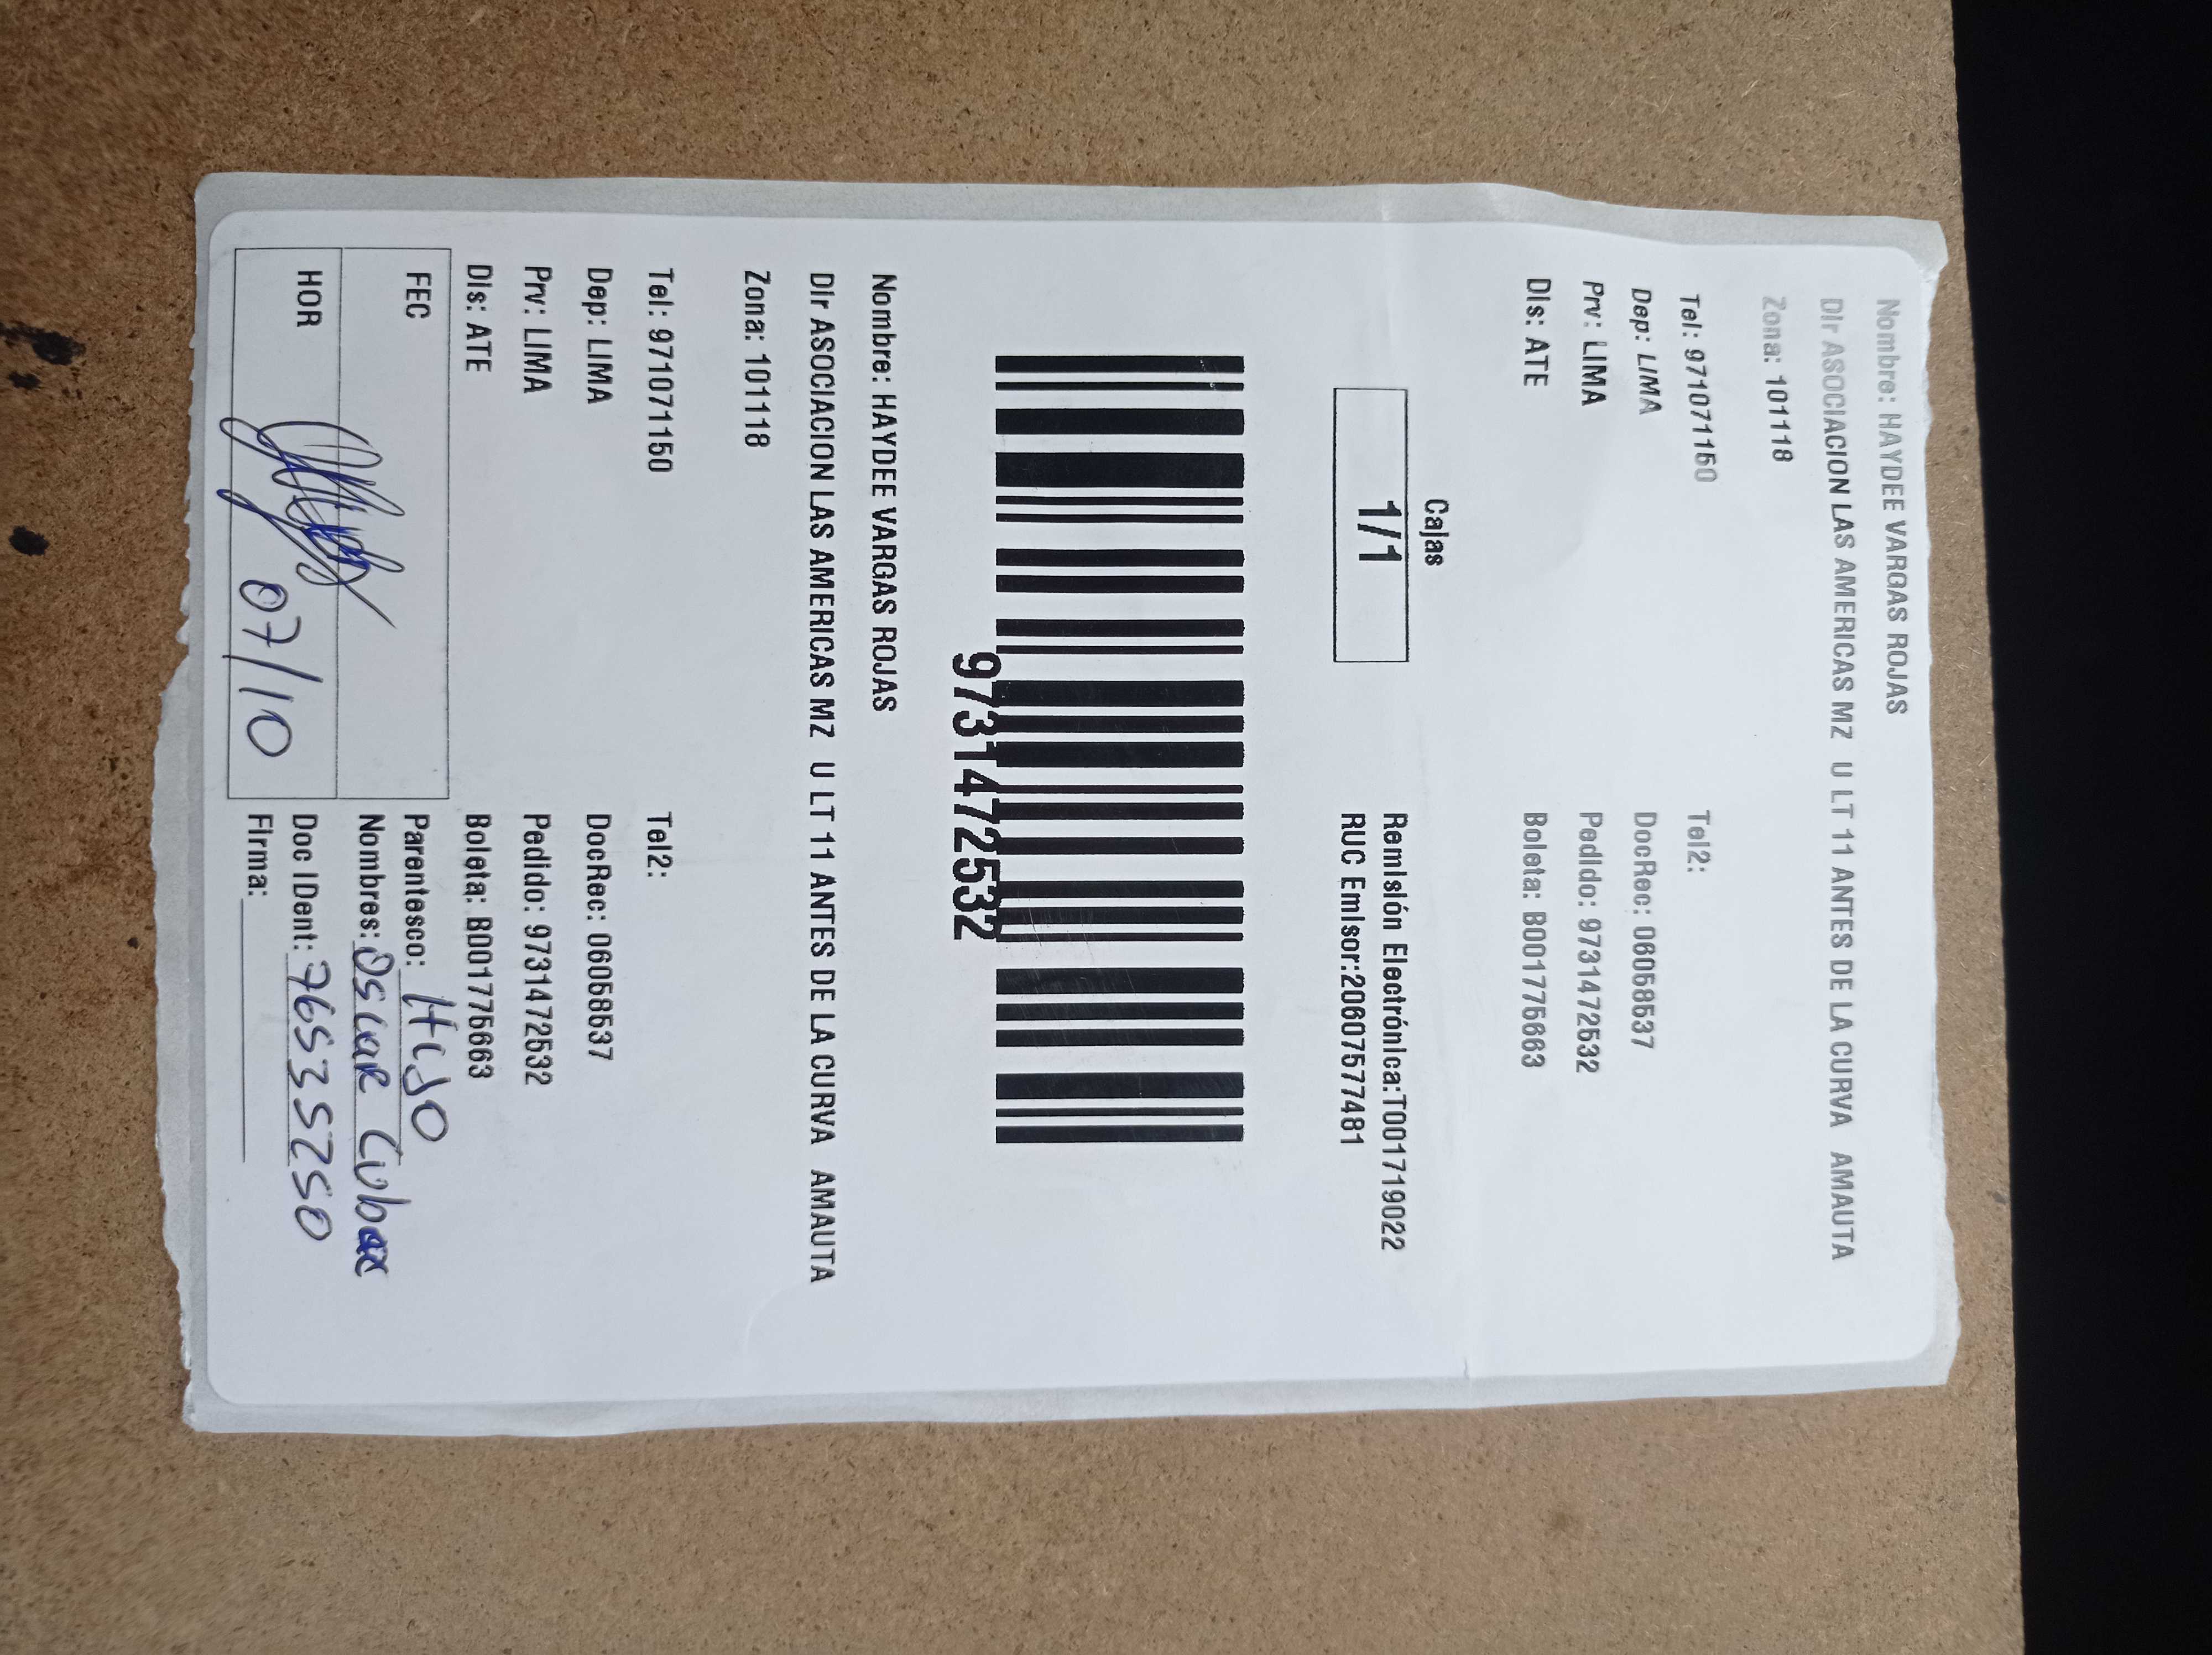 Nombre: HAYDEE VARGAS ROJAS
Dir ASOCIACION LAS AMERICAS MZ U LT 11 ANTES DE LA CURVA AMAUTA
Zona: 101118
Tel: 971071150 Tel2:
Dep: LIMA DocRec: 06058537
Prv: LIMA Pedido: 9731472532
Dis: ATE Boleta: B001775663
Cajas
1/1
Remisión Electrónica:T001719022
RUC Emisor:20607577481
9731472532
Nombre: HAYDEE VARGAS ROJAS
Dir ASOCIACION LAS AMERICAS MZ U LT 11 ANTES DE LA CURVA AMAUTA
Zona: 101118
Tel: 971071150 Tel2:
Dep: LIMA DocRec: 06058537
Prv: LIMA Pedido: 9731472532
Dis: ATE Boleta: B001775663
FEC
HOR 07/10
Parentesco: HiJO
Nombres: Oscar
Doc IDent: 76535250
Firma: